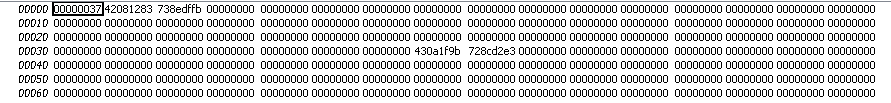 00000 00000037 42081283 738edffb 00000000 00000000 00000000 00000000 00000000 00000000 00000000 00000000 00000000 00000000 00000000 00000000 00000000
00010 00000000 00000000 00000000 00000000 00000000 00000000 00000000 00000000 00000000 00000000 00000000 00000000 00000000 00000000 00000000 00000000
00020 00000000 00000000 00000000 00000000 00000000 00000000 00000000 00000000 00000000 00000000 00000000 00000000 00000000 00000000 00000000 00000000
00030 00000000 00000000 00000000 00000000 00000000 00000000 00000000 430a1f9b 728cd2e3 00000000 00000000 00000000 00000000 00000000 00000000 00000000
00040 00000000 00000000 00000000 00000000 00000000 00000000 00000000 00000000 00000000 00000000 00000000 00000000 00000000 00000000 00000000 00000000
00050 00000000 00000000 00000000 00000000 00000000 00000000 00000000 00000000 00000000 00000000 00000000 00000000 00000000 00000000 00000000 00000000
00060 00000000 00000000 00000000 00000000 00000000 00000000 00000000 00000000 00000000 00000000 00000000 00000000 00000000 00000000 00000000 00000000